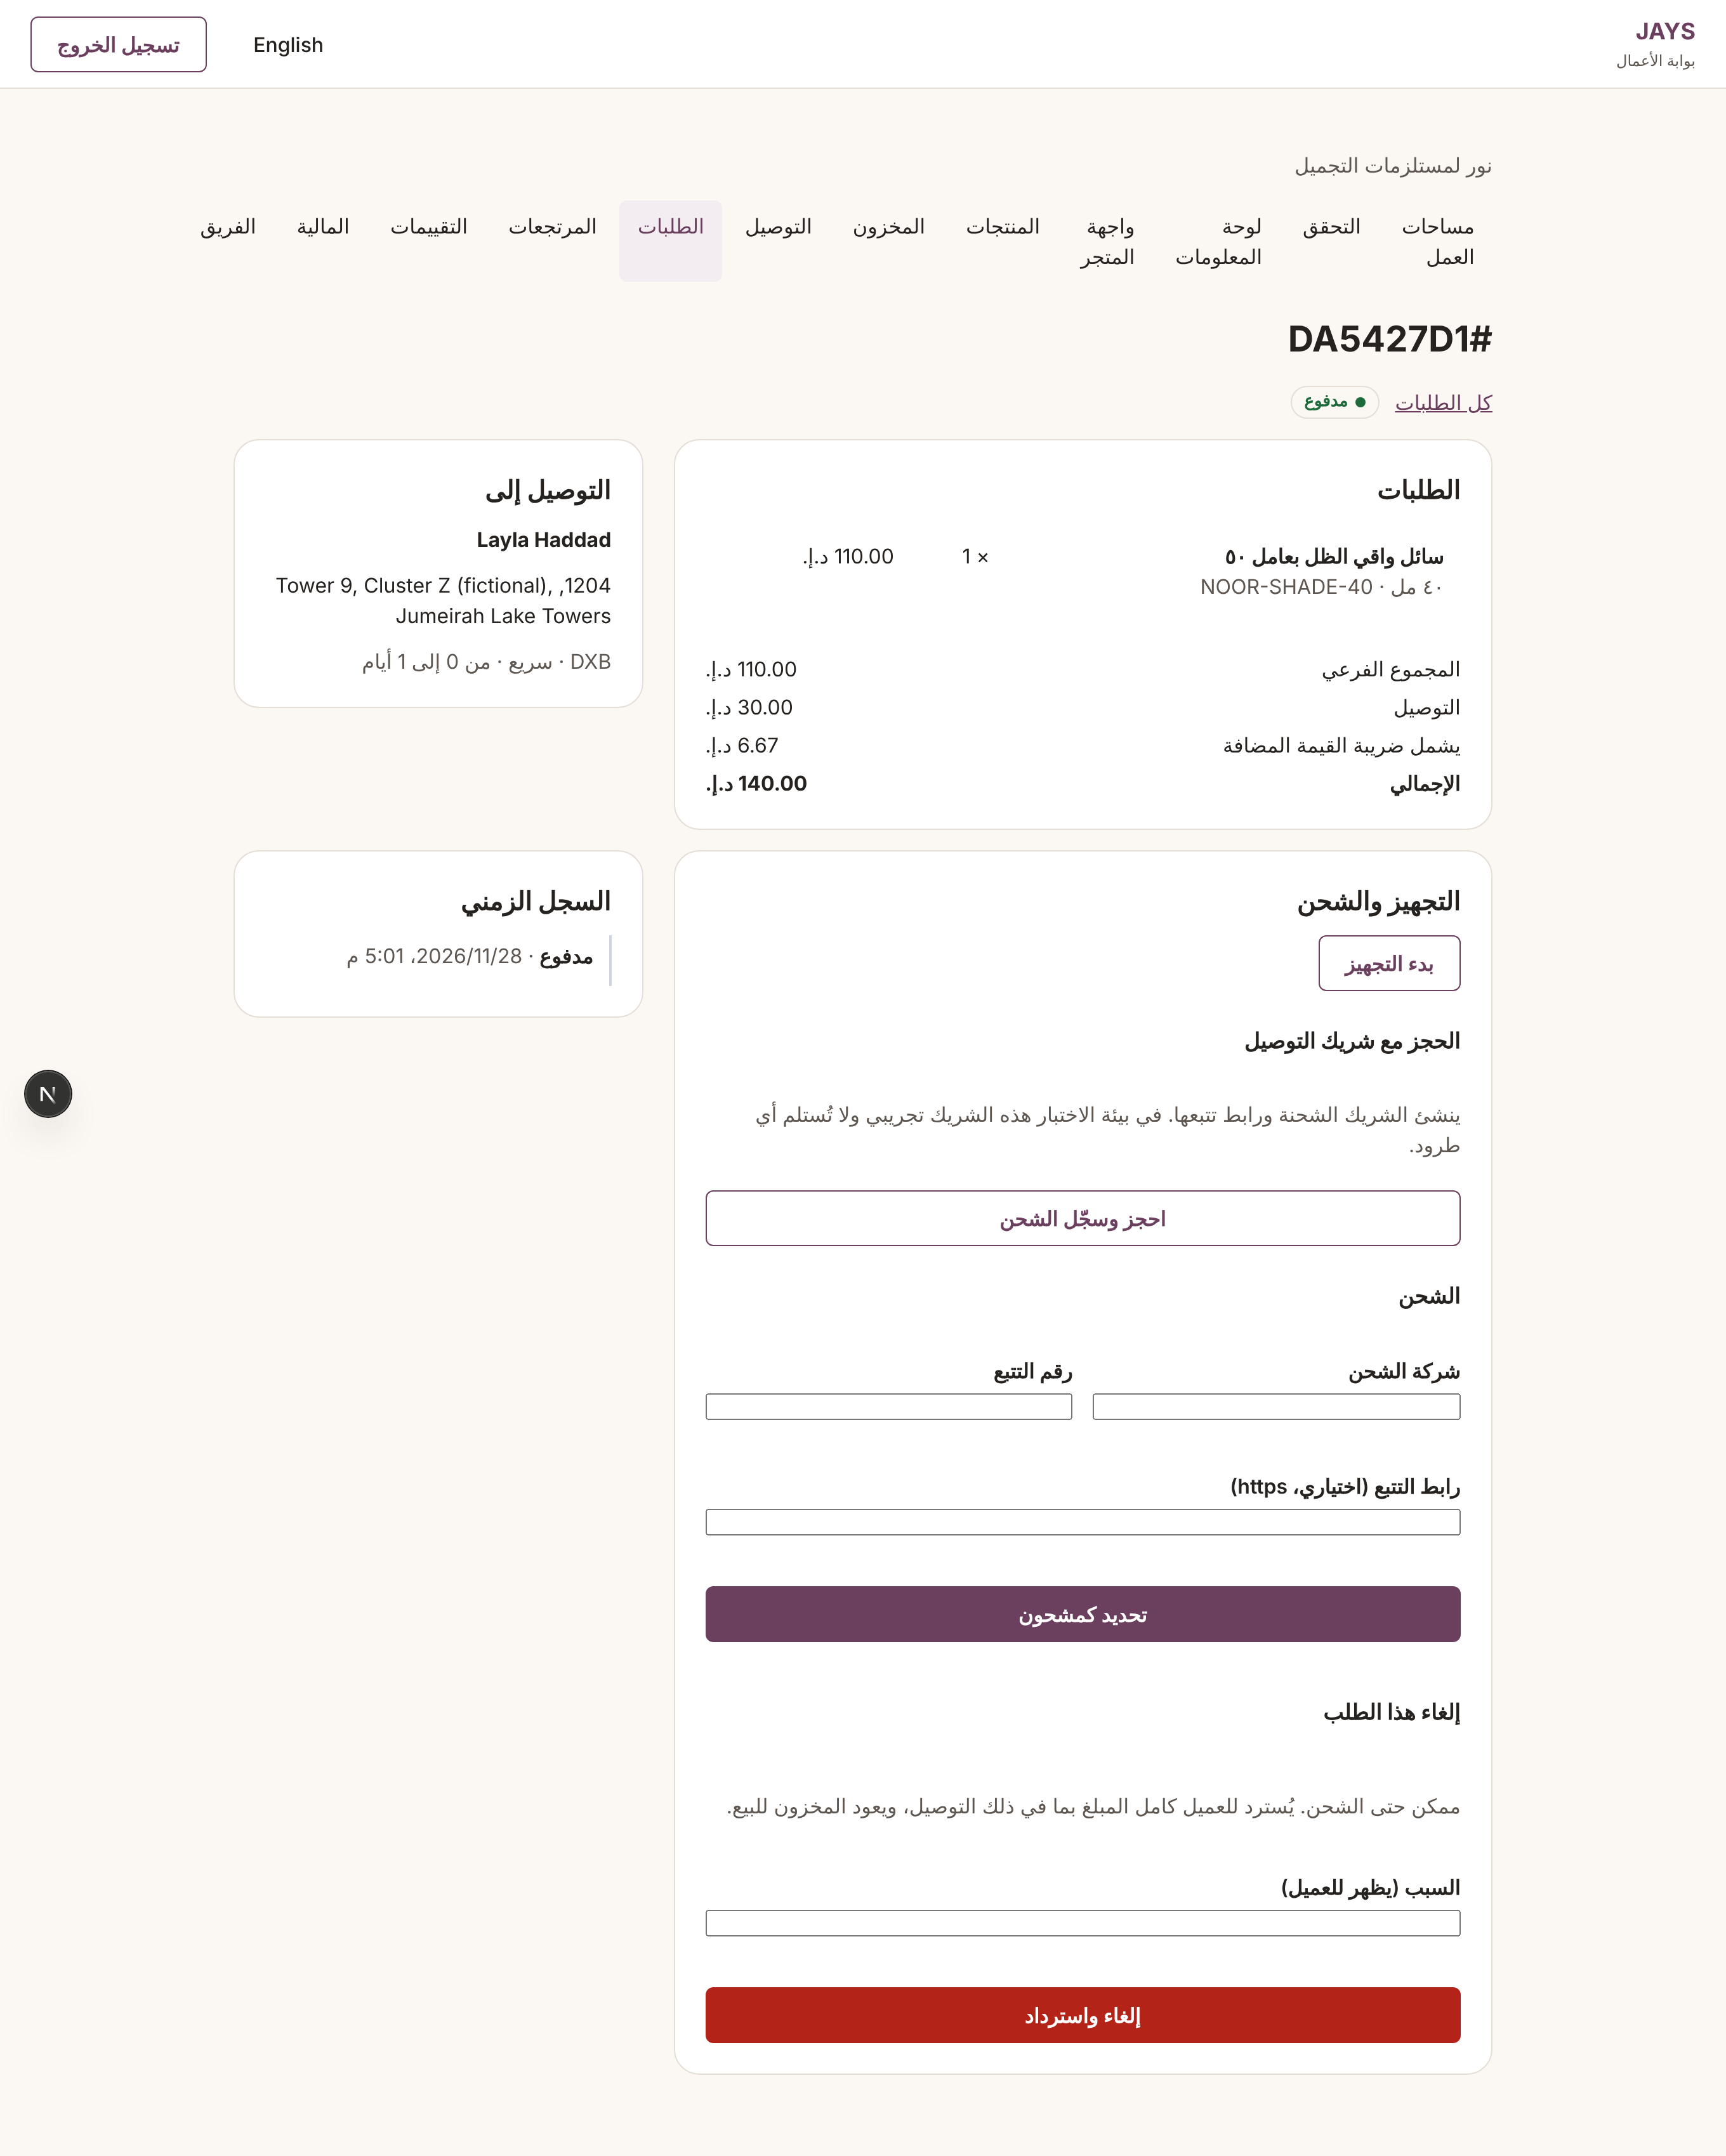 JAYS
بوابة الأعمال
English
تسجيل الخروج
نور لمستلزمات التجميل
مساحات العمل
التحقق
لوحة المعلومات
واجهة المتجر
المنتجات
المخزون
التوصيل
الطلبات
المرتجعات
التقييمات
المالية
الفريق
#DA5427D1
كل الطلبات
مدفوع
الطلبات
سائل واقي الظل بعامل ٥٠
× 1
110.00 د.إ.
٤٠ مل · NOOR-SHADE-40
المجموع الفرعي 110.00 د.إ.
التوصيل 30.00 د.إ.
يشمل ضريبة القيمة المضافة 6.67 د.إ.
الإجمالي 140.00 د.إ.
التوصيل إلى
Layla Haddad
1204, Tower 9, Cluster Z (fictional),
Jumeirah Lake Towers
DXB · سريع · من 0 إلى 1 أيام
التجهيز والشحن
بدء التجهيز
الحجز مع شريك التوصيل
ينشئ الشريك الشحنة ورابط تتبعها. في بيئة الاختبار هذه الشريك تجريبي ولا تُستلم أي
طرود.
احجز وسجّل الشحن
الشحن
شركة الشحن
رقم التتبع
رابط التتبع (اختياري، https)
تحديد كمشحون
إلغاء هذا الطلب
ممكن حتى الشحن. يُسترد للعميل كامل المبلغ بما في ذلك التوصيل، ويعود المخزون للبيع.
السبب (يظهر للعميل)
إلغاء واسترداد
السجل الزمني
مدفوع · 2026/11/28، 5:01 م
N